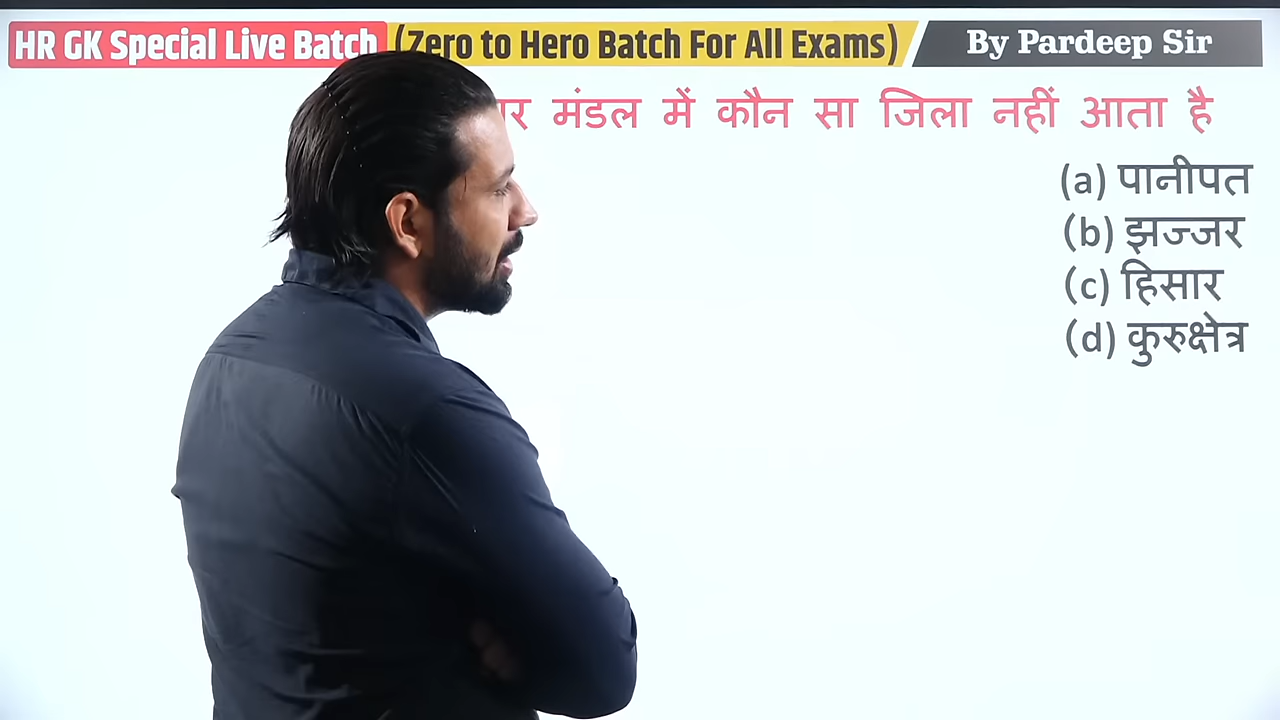 HR GK Special Live Batch (Zero to Hero Batch For All Exams) By Pardeep Sir
मंडल में कौन सा जिला नहीं आता है
(a) पानीपत
(b) झज्जर
(c) हिसार
(d) कुरुक्षेत्र